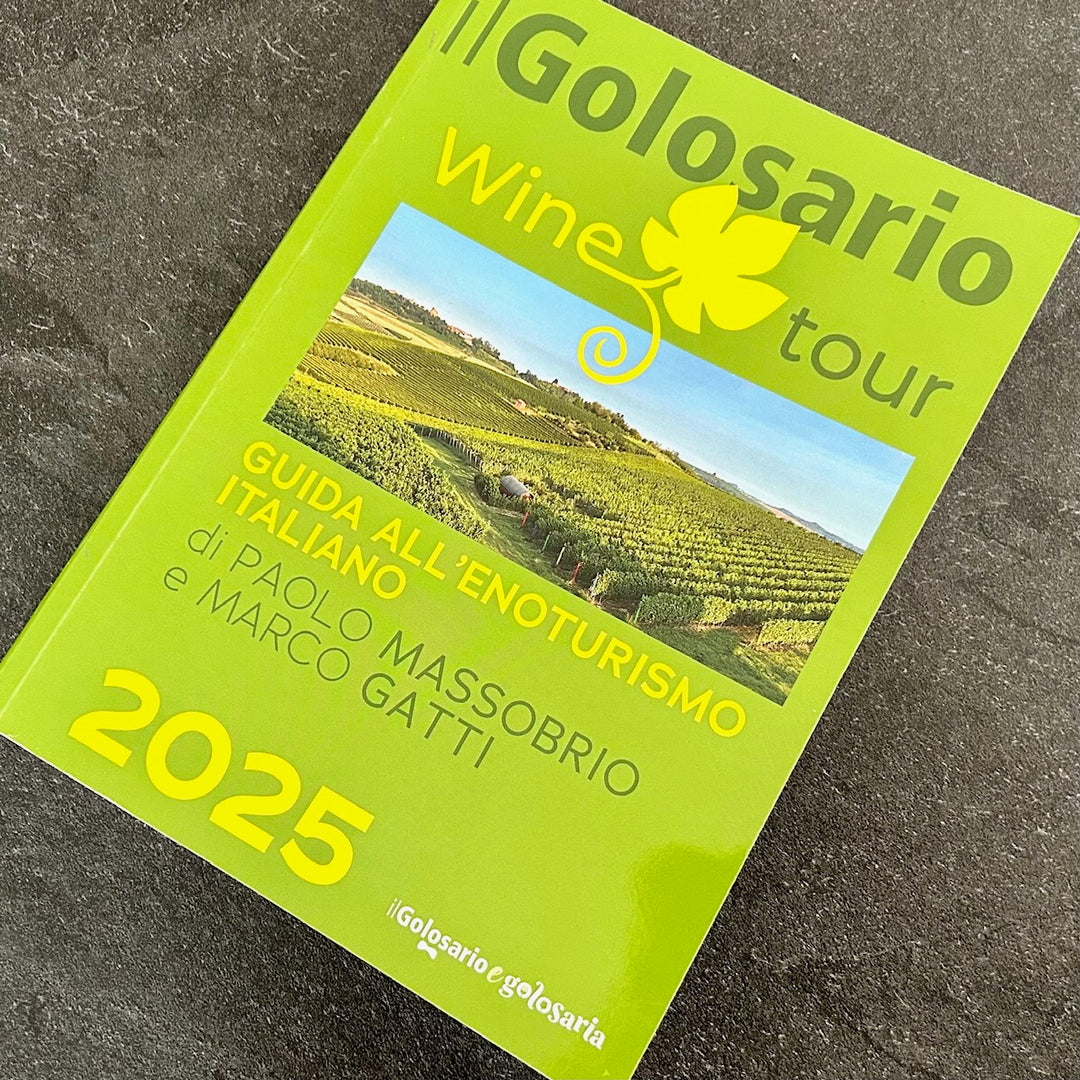 ilGolosario
Wine tour
GUIDA ALL'ENOTURISMO
ITALIANO
di PAOLO MASSOBRIO
e MARCO GATTI
2025
ilGolosario e golosaria